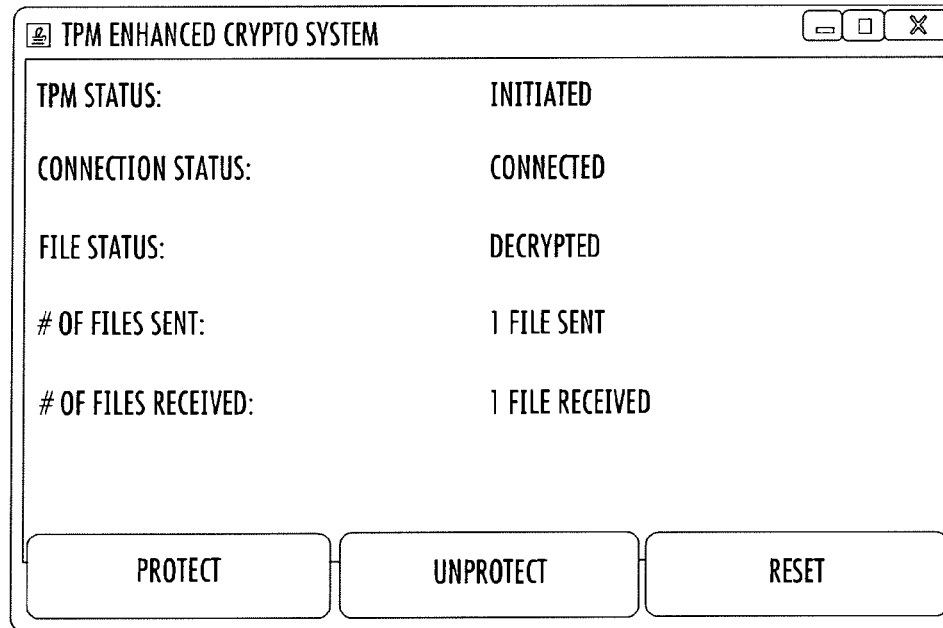 TPM ENHANCED CRYPTO SYSTEM
TPM STATUS: INITIATED
CONNECTION STATUS: CONNECTED
FILE STATUS: DECRYPTED
# OF FILES SENT: 1 FILE SENT
# OF FILES RECEIVED: 1 FILE RECEIVED
PROTECT UNPROTECT RESET